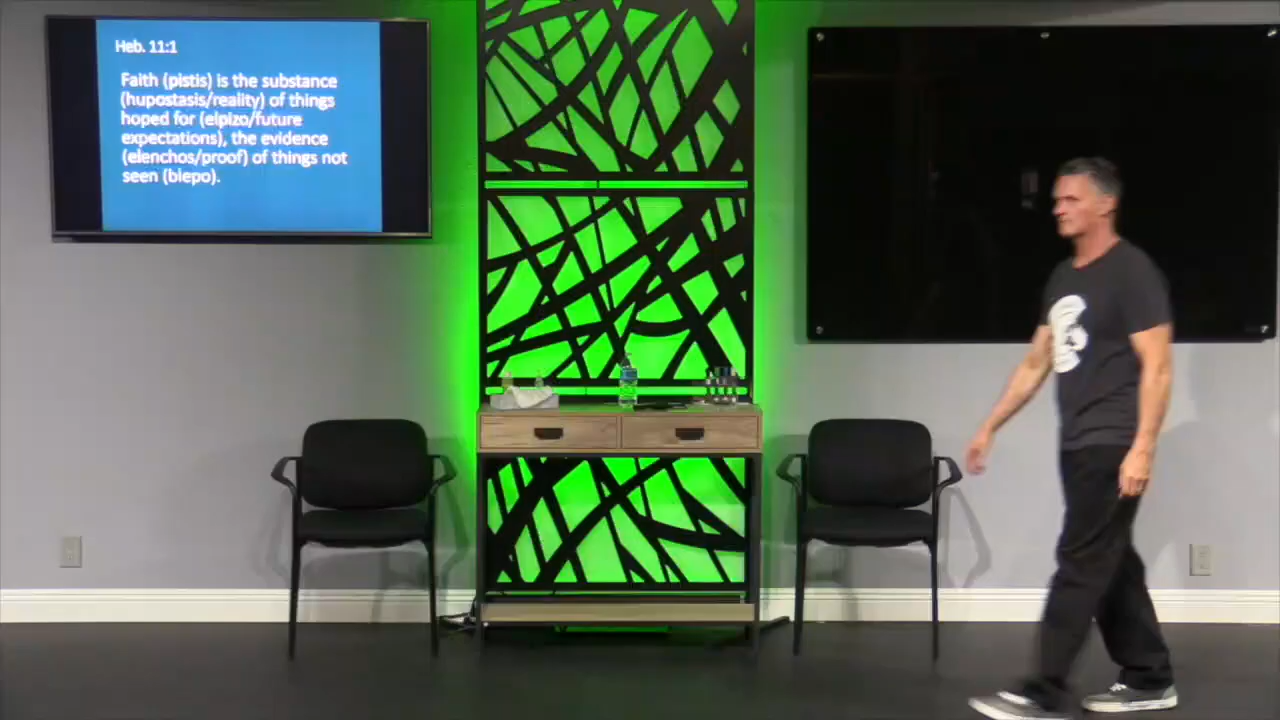 Heb. 11:1
Faith (pistis) is the substance
(hupostasis/reality) of things
hoped for (elpizo/future
expectations), the evidence
(elenchos/proof) of things not
seen (blepo).